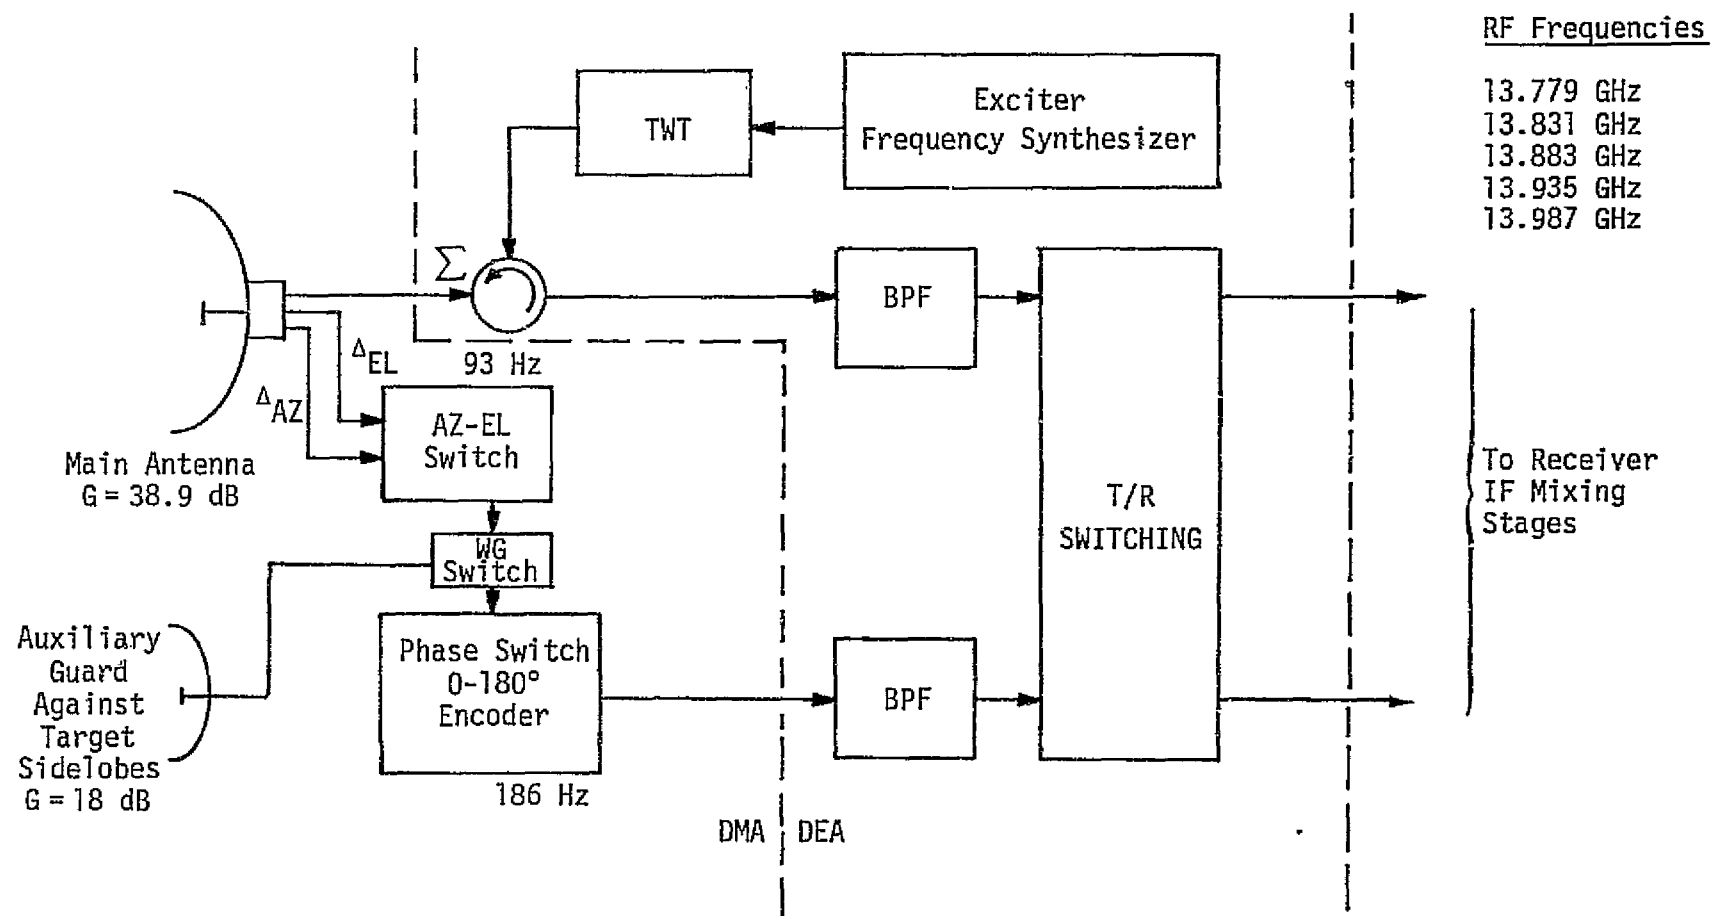 RF Frequencies
13.779 GHz
13.831 GHz
13.883 GHz
13.935 GHz
13.987 GHz
Exciter
Frequency Synthesizer
TWT
Σ
BPF
93 Hz
ΔEL
ΔAZ
AZ-EL
Switch
Main Antenna
G = 38.9 dB
WG
Switch
T/R
SWITCHING
To Receiver
IF Mixing
Stages
Auxiliary
Guard
Against
Target
Sidelobes
G = 18 dB
Phase Switch
0-180°
Encoder
186 Hz
BPF
DMA
DEA